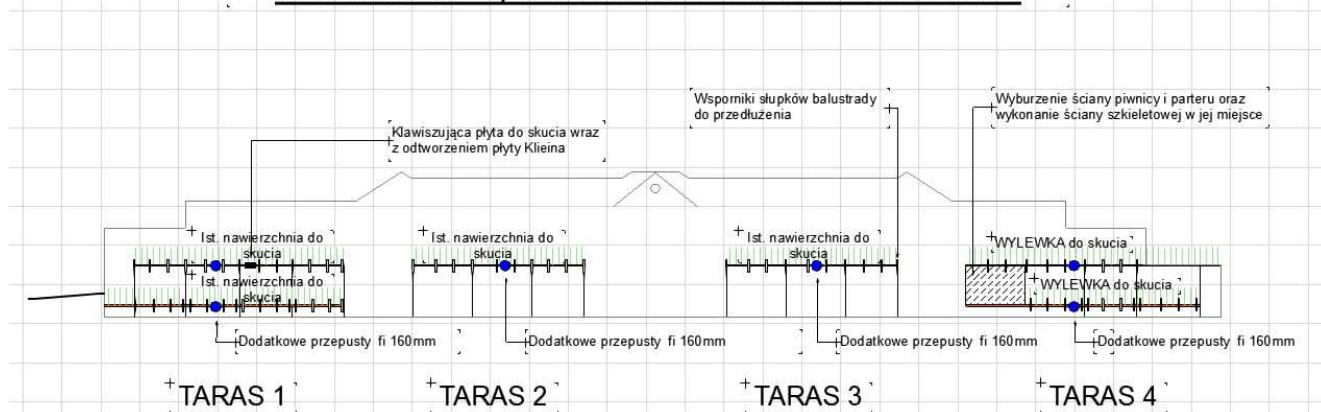 Wsporniki słupków balustrady
do przedłużenia
Wyburzenie ściany piwnicy i parteru oraz
wykonanie ściany szkieletowej w jej miejsce
Klawiszująca płyta do skucia wraz
z odtworzeniem płyty Klieina
Ist. nawierzchnia do
skucia
Ist. nawierzchnia do
skucia
Ist. nawierzchnia do
skucia
Ist. nawierzchnia do
skucia
WYLEWKA do skucia
WYLEWKA do skucia
Dodatkowe przepusty fi 160mm
Dodatkowe przepusty fi 160mm
Dodatkowe przepusty fi 160mm
Dodatkowe przepusty fi 160mm
TARAS 1
TARAS 2
TARAS 3
TARAS 4